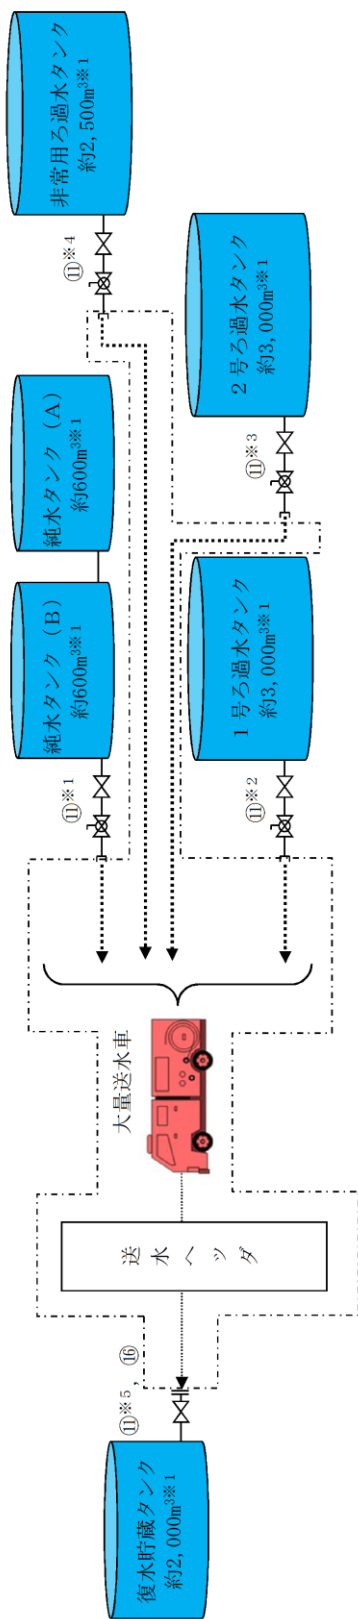 非常用ろ過水タンク
約2,500m³※1
⑪※4
純水タンク（A）
約600m³※1
純水タンク（B）
約600m³※1
⑪※1
2号ろ過水タンク
約3,000m³※1
⑪※3
1号ろ過水タンク
約3,000m³※1
⑪※2
大量送水車
送水ヘッダ
⑪※5, ⑯
復水貯蔵タンク
約2,000m³※1